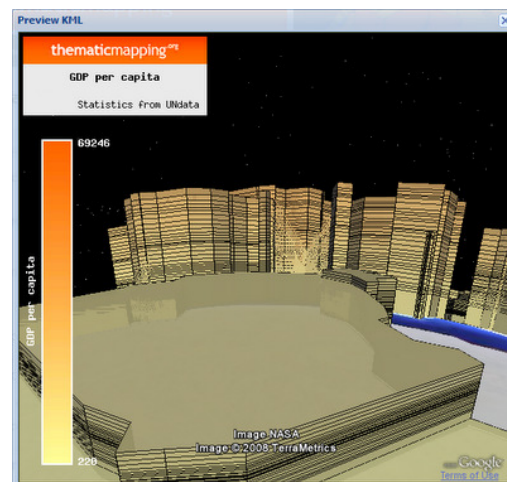 Preview KML
thematicmapping.org
GDP per capita
Statistics from UNdata
69246
GDP per capita
220
Image NASA
Image © 2008 TerraMetrics
Google
Terms of Use